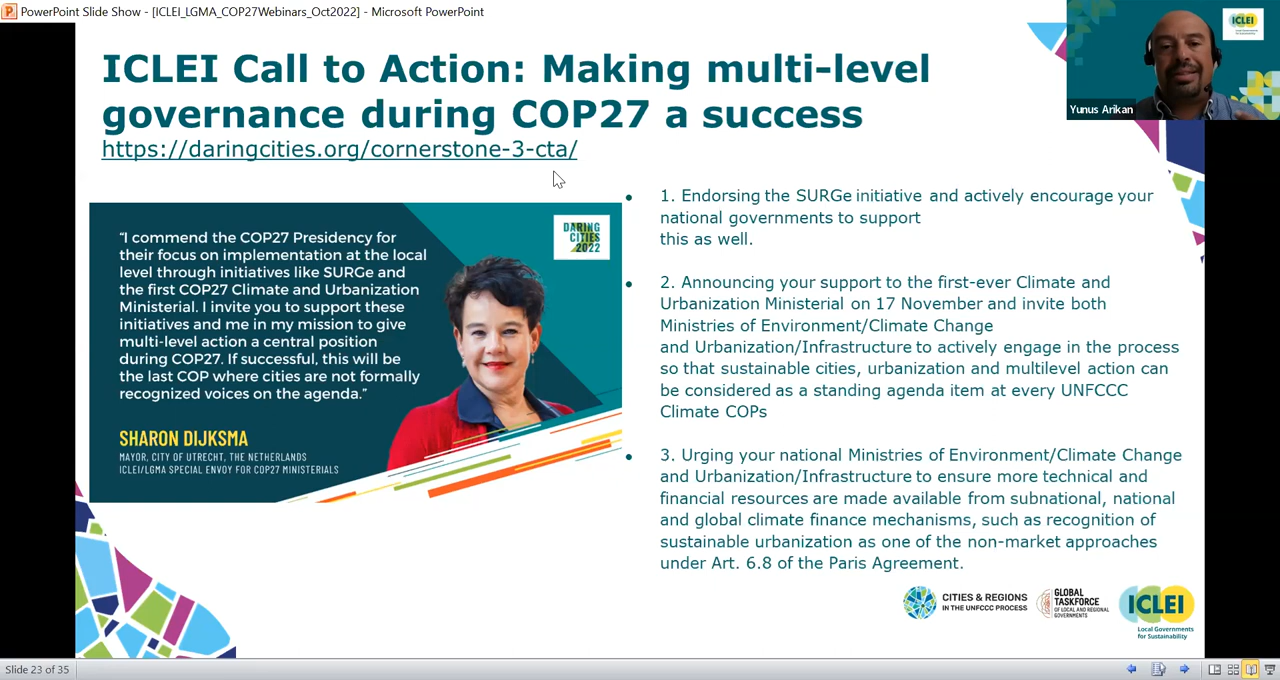 PowerPoint Slide Show - [ICLEI_LGMA_COP27Webinars_Oct2022] - Microsoft PowerPoint
ICLEI Call to Action: Making multi-level
governance during COP27 a success
https://daringcities.org/cornerstone-3-cta/
ICLEI
Yunus Arikan
“I commend the COP27 Presidency for
their focus on implementation at the local
level through initiatives like SURGe and
the first COP27 Climate and Urbanization
Ministerial. I invite you to support these
initiatives and me in my mission to give
multi-level action a central position
during COP27. If successful, this will be
the last COP where cities are not formally
recognized voices on the agenda.”
SHARON DIJKSMA
MAYOR, CITY OF UTRECHT, THE NETHERLANDS
ICLEI/LGMA SPECIAL ENVOY FOR COP27 MINISTERIALS
DARING
CITIES
2022
• 1. Endorsing the SURGe initiative and actively encourage your
national governments to support
this as well.
• 2. Announcing your support to the first-ever Climate and
Urbanization Ministerial on 17 November and invite both
Ministries of Environment/Climate Change
and Urbanization/Infrastructure to actively engage in the process
so that sustainable cities, urbanization and multilevel action can
be considered as a standing agenda item at every UNFCCC
Climate COPs
• 3. Urging your national Ministries of Environment/Climate Change
and Urbanization/Infrastructure to ensure more technical and
financial resources are made available from subnational, national
and global climate finance mechanisms, such as recognition of
sustainable urbanization as one of the non-market approaches
under Art. 6.8 of the Paris Agreement.
CITIES & REGIONS
IN THE UNFCCC PROCESS
GLOBAL
TASKFORCE
OF LOCAL AND REGIONAL
GOVERNMENTS
ICLEI
Local Governments
for Sustainability
Slide 23 of 35